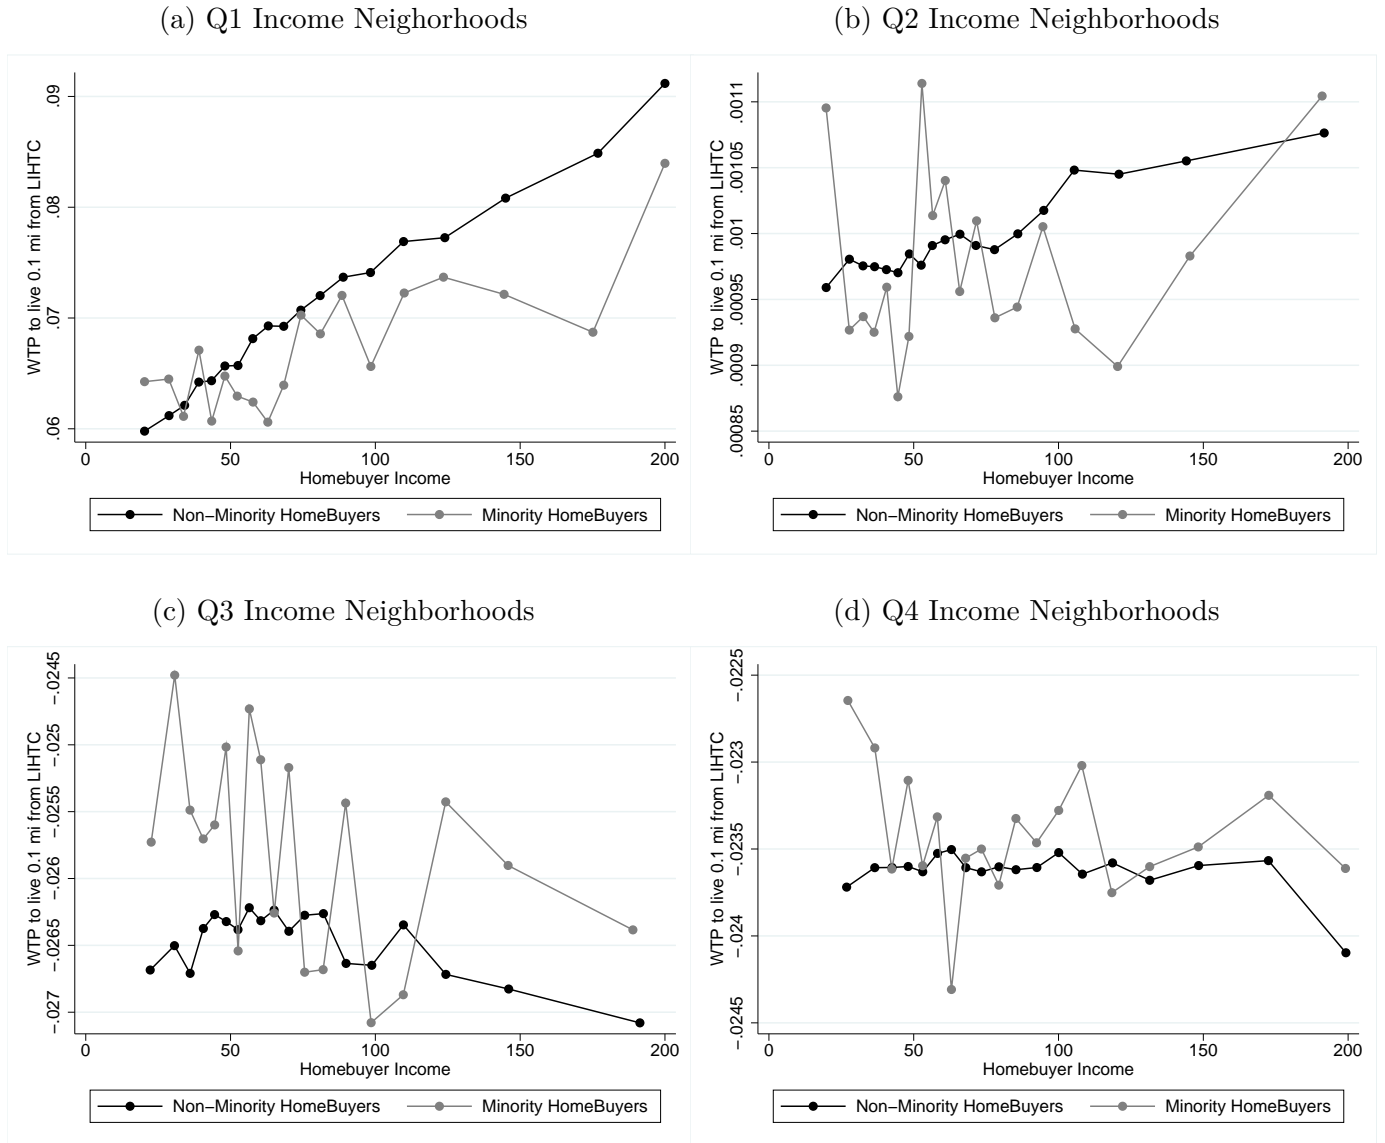 (a) Q1 Income Neighorhoods
WTP to live 0.1 mi from LIHTC
.09
.08
.07
.06
0 50 100 150 200
Homebuyer Income
Non−Minority HomeBuyers Minority HomeBuyers
(b) Q2 Income Neighborhoods
WTP to live 0.1 mi from LIHTC
.0011
.00105
.001
.00095
.0009
.00085
0 50 100 150 200
Homebuyer Income
Non−Minority HomeBuyers Minority HomeBuyers
(c) Q3 Income Neighborhoods
WTP to live 0.1 mi from LIHTC
−.0245
−.025
−.0255
−.026
−.0265
−.027
0 50 100 150 200
Homebuyer Income
Non−Minority HomeBuyers Minority HomeBuyers
(d) Q4 Income Neighborhoods
WTP to live 0.1 mi from LIHTC
−.0225
−.023
−.0235
−.024
−.0245
0 50 100 150 200
Homebuyer Income
Non−Minority HomeBuyers Minority HomeBuyers